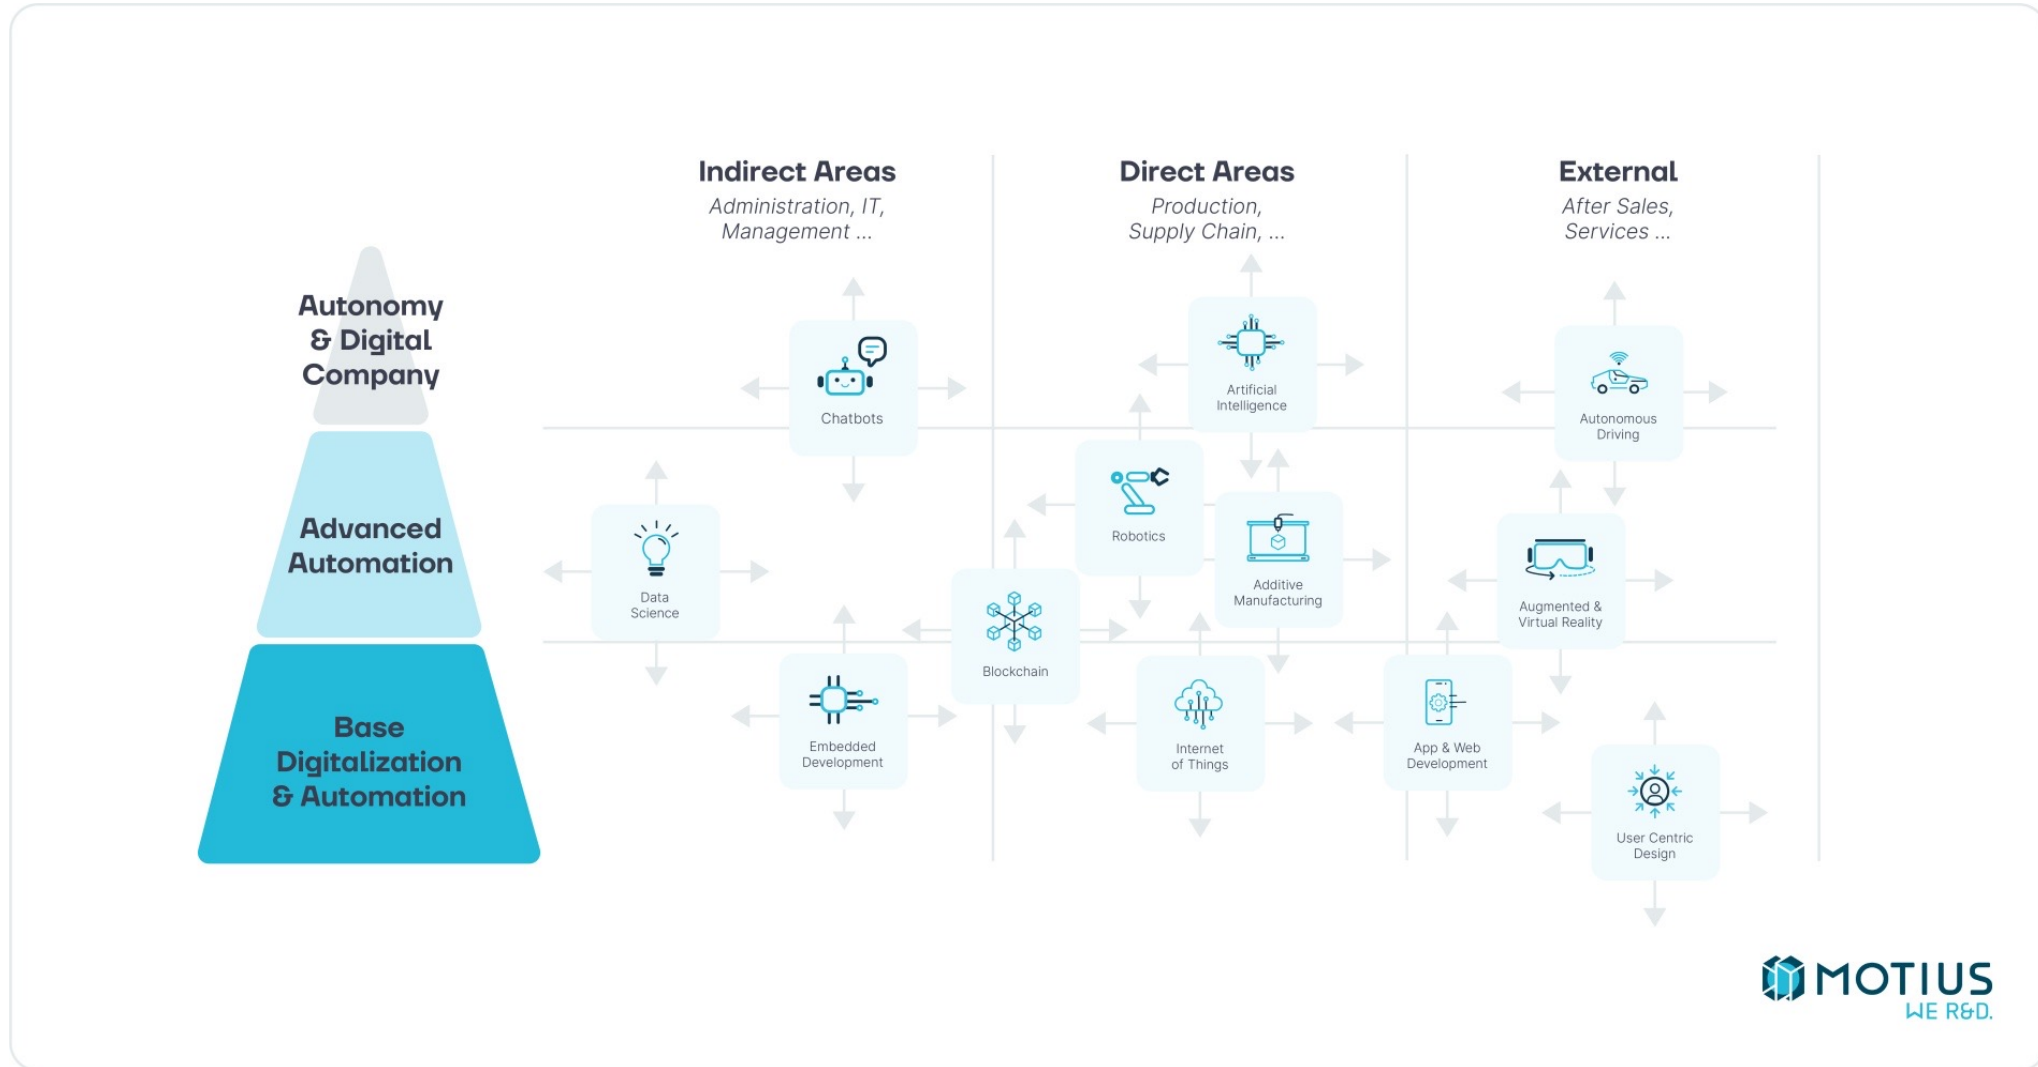 Indirect Areas
Administration, IT,
Management ...
Direct Areas
Production,
Supply Chain, ...
External
After Sales,
Services ...
Autonomy
& Digital
Company
Chatbots
Artificial
Intelligence
Autonomous
Driving
Advanced
Automation
Data
Science
Robotics
Additive
Manufacturing
Augmented &
Virtual Reality
Blockchain
Base
Digitalization
& Automation
Embedded
Development
Internet
of Things
App & Web
Development
User Centric
Design
MOTIUS
WE R&D.